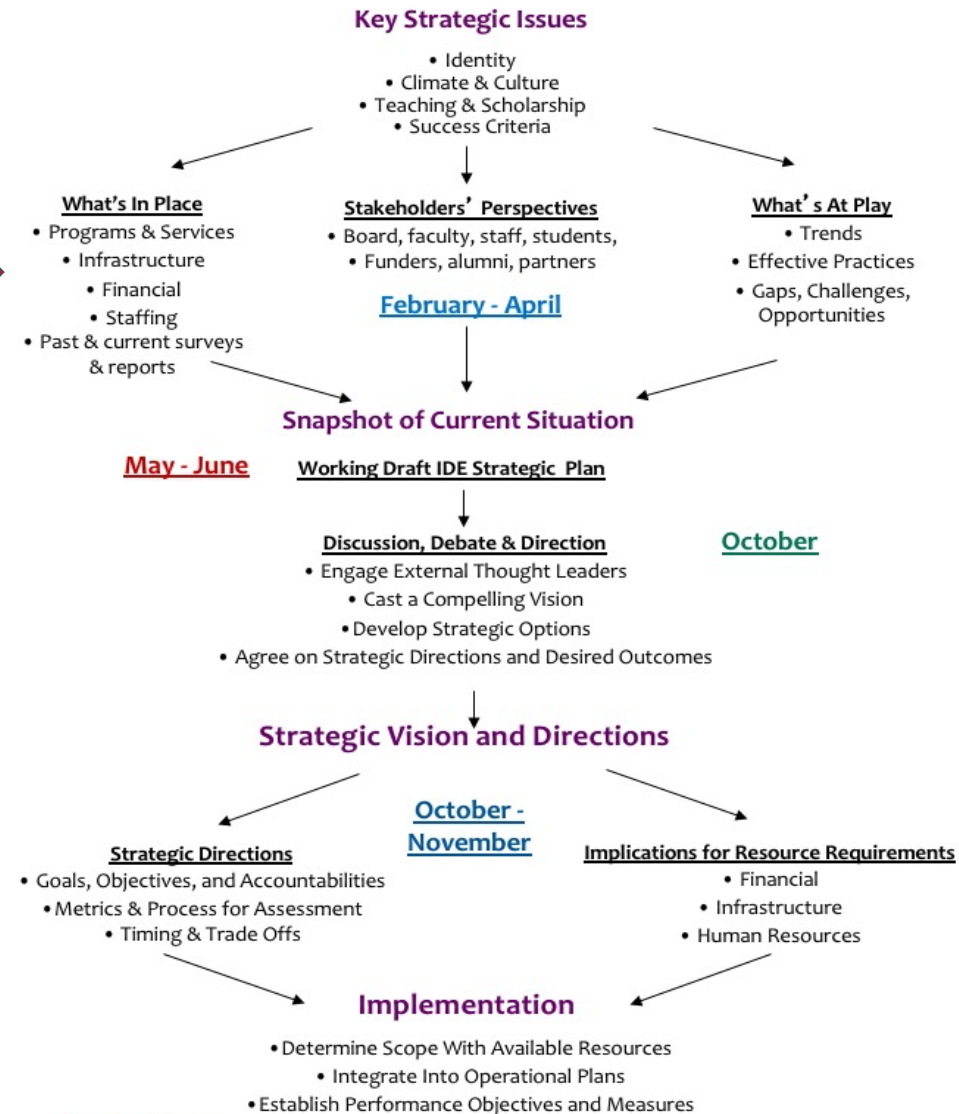 Key Strategic Issues
• Identity
• Climate & Culture
• Teaching & Scholarship
• Success Criteria
What's In Place
• Programs & Services
• Infrastructure
• Financial
• Staffing
• Past & current surveys
& reports
Stakeholders’ Perspectives
• Board, faculty, staff, students,
• Funders, alumni, partners
February - April
What’s At Play
• Trends
• Effective Practices
• Gaps, Challenges,
Opportunities
Snapshot of Current Situation
May - June
Working Draft IDE Strategic Plan
Discussion, Debate & Direction
October
• Engage External Thought Leaders
• Cast a Compelling Vision
•Develop Strategic Options
• Agree on Strategic Directions and Desired Outcomes
Strategic Vision and Directions
October -
November
Strategic Directions
• Goals, Objectives, and Accountabilities
•Metrics & Process for Assessment
• Timing & Trade Offs
Implications for Resource Requirements
• Financial
• Infrastructure
• Human Resources
Implementation
•Determine Scope With Available Resources
• Integrate Into Operational Plans
•Establish Performance Objectives and Measures